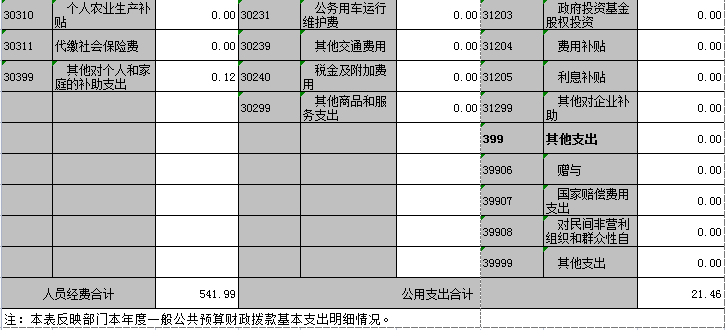 30310 个人农业生产补贴 0.00 30231 公务用车运行维护费 0.00 31203 政府投资基金股权投资 0.00
30311 代缴社会保险费 0.00 30239 其他交通费用 0.00 31204 费用补贴 0.00
30399 其他对个人和家庭的补助支出 0.12 30240 税金及附加费用 0.00 31205 利息补贴 0.00
30299 其他商品和服务支出 0.00 31299 其他对企业补助 0.00
399 其他支出 0.00
39906 赠与 0.00
39907 国家赔偿费用支出 0.00
39908 对民间非营利组织和群众性自 0.00
39999 其他支出 0.00
人员经费合计 541.99 公用支出合计 21.46
注：本表反映部门本年度一般公共预算财政拨款基本支出明细情况。